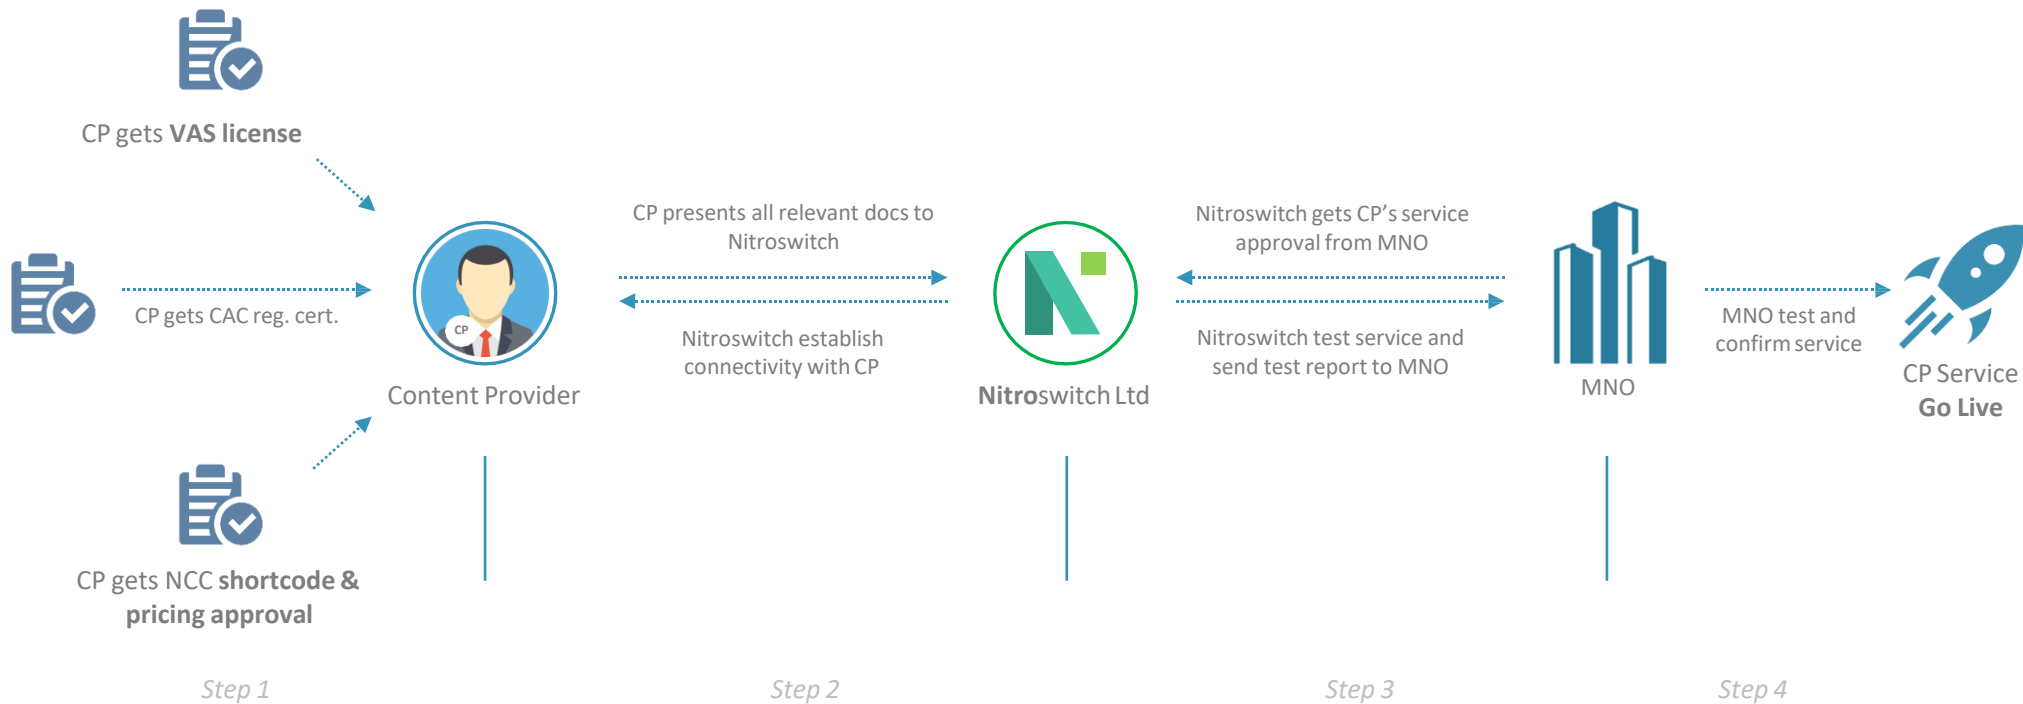 CP gets VAS license
CP gets CAC reg. cert.
CP gets NCC shortcode &
pricing approval
CP
Content Provider
CP presents all relevant docs to
Nitroswitch
Nitroswitch establish
connectivity with CP
Nitroswitch Ltd
Nitroswitch gets CP’s service
approval from MNO
Nitroswitch test service and
send test report to MNO
MNO
MNO test and
confirm service
CP Service
Go Live
Step 1
Step 2
Step 3
Step 4